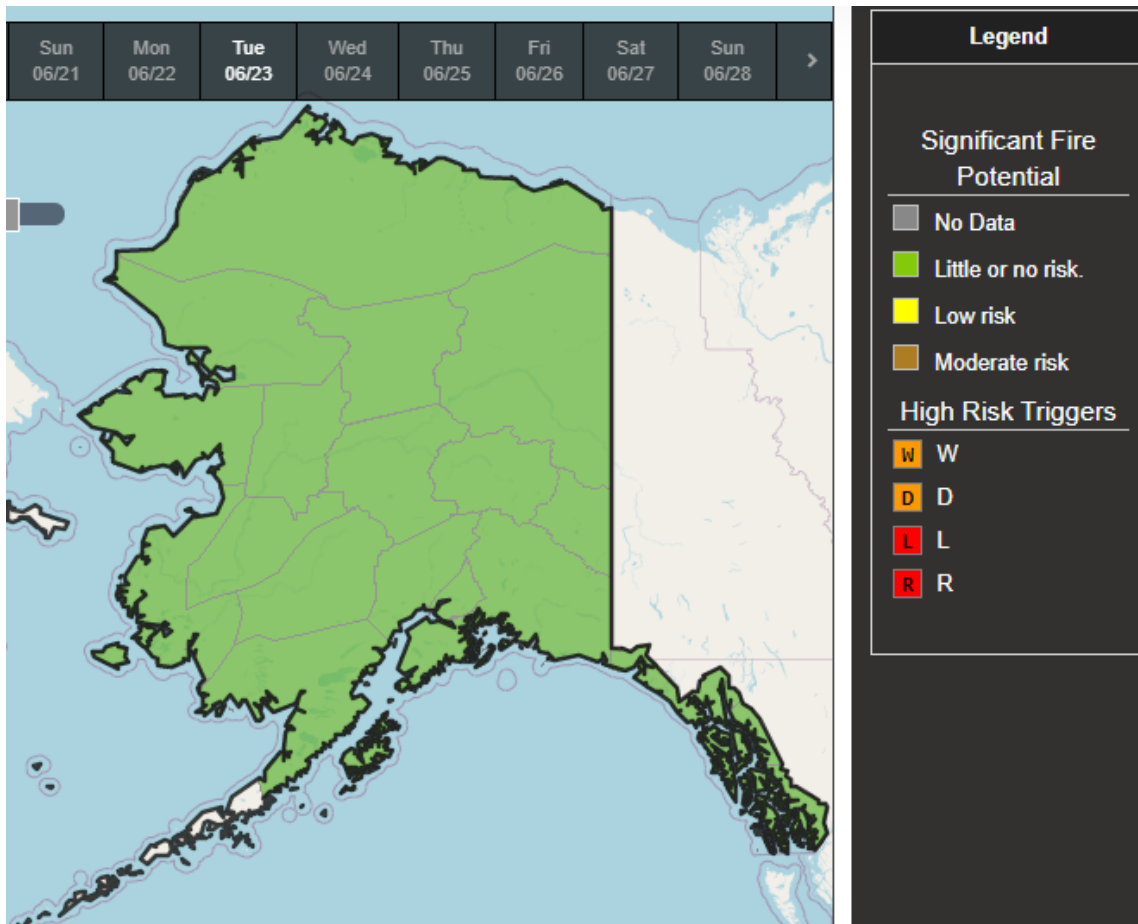 Sun Mon Tue Wed Thu Fri Sat Sun
06/21 06/22 06/23 06/24 06/25 06/26 06/27 06/28 >
Legend
Significant Fire
Potential
No Data
Little or no risk.
Low risk
Moderate risk
High Risk Triggers
W W
D D
L L
R R